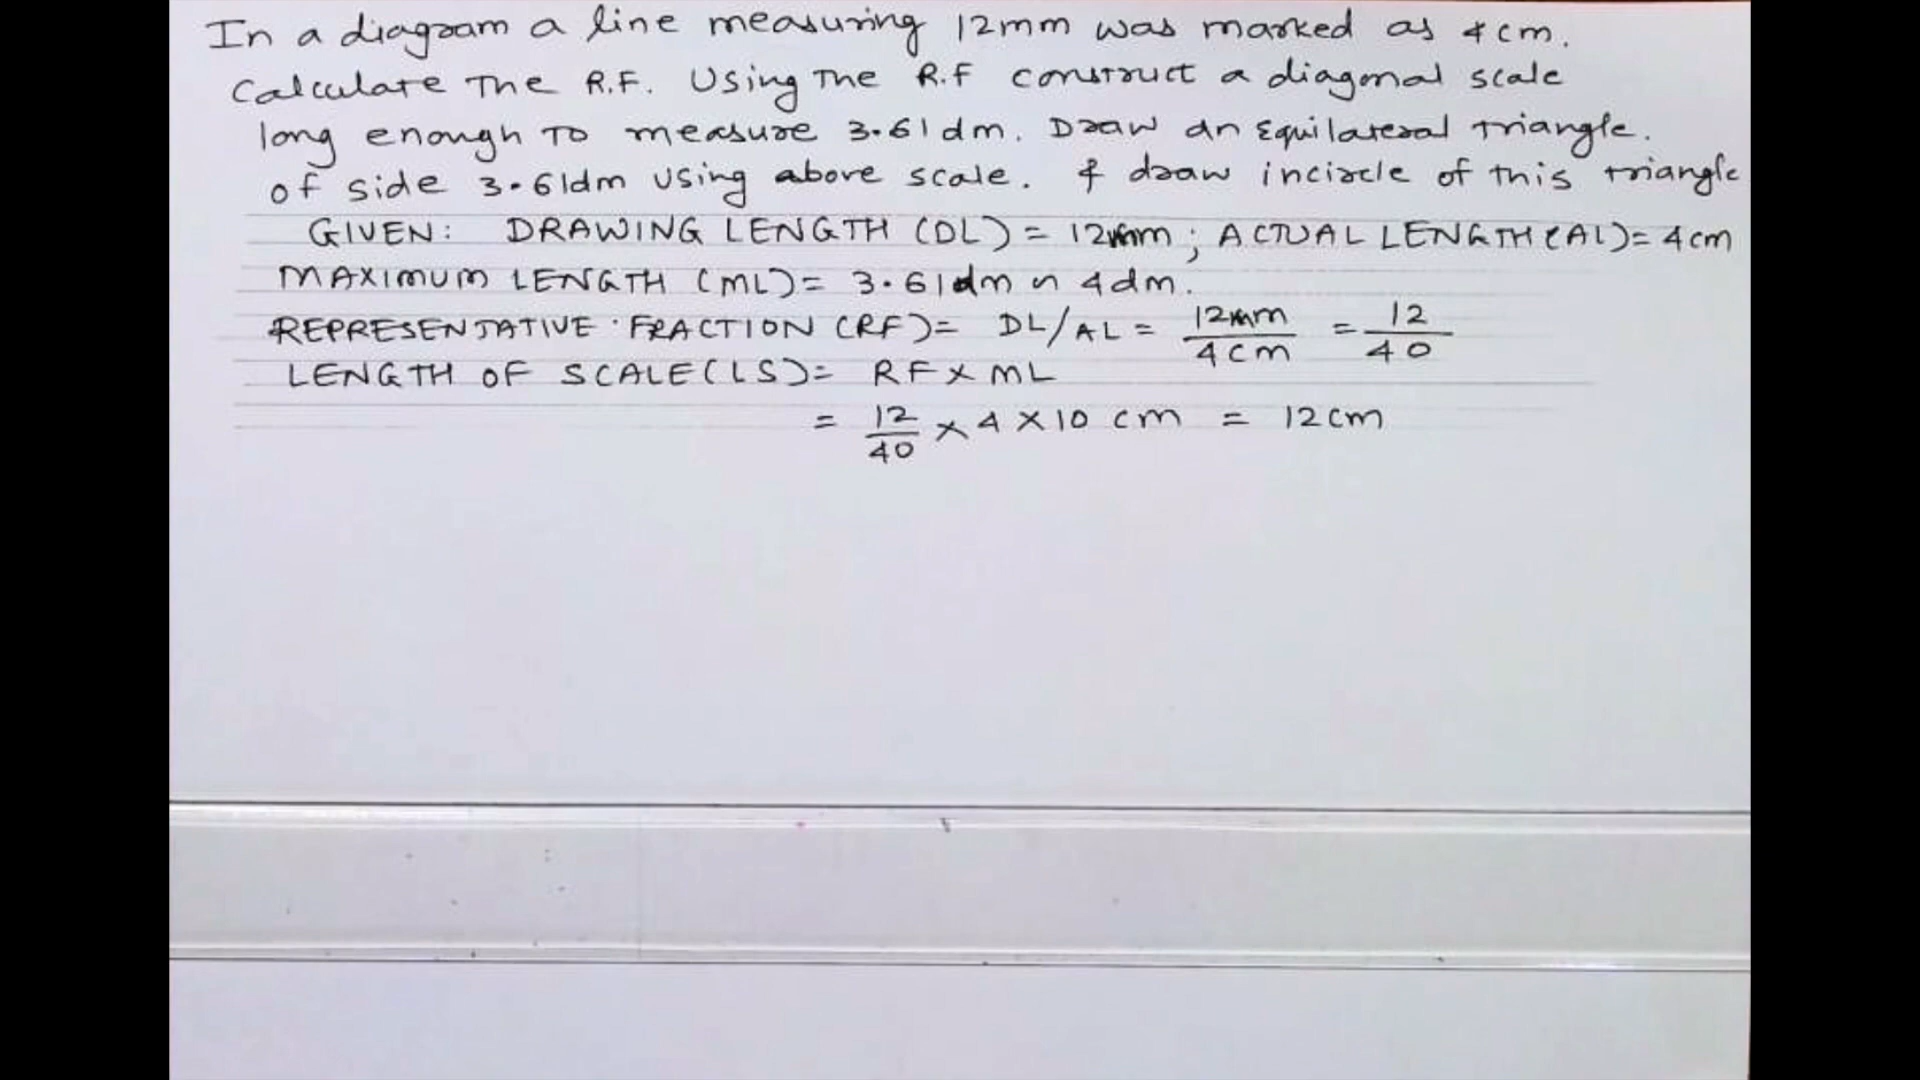 In a diagram a line measuring 12mm was marked as 4cm.
Calculate The R.F. Using The R.F construct a diagonal scale
long enough to measure 3.61dm. Draw an Equilateral triangle.
of side 3.61dm using above scale. & draw incircle of this triangle
GIVEN: DRAWING LENGTH (DL) = 12mm; ACTUAL LENGTH (AL) = 4cm
MAXIMUM LENGTH (ML) = 3.61dm ∽ 4dm.
REPRESENTATIVE FRACTION (RF) = DL/AL = 12mm/4cm = 12/40
LENGTH OF SCALE (LS) = RF × ML
= 12/40 × 4 × 10 cm = 12cm